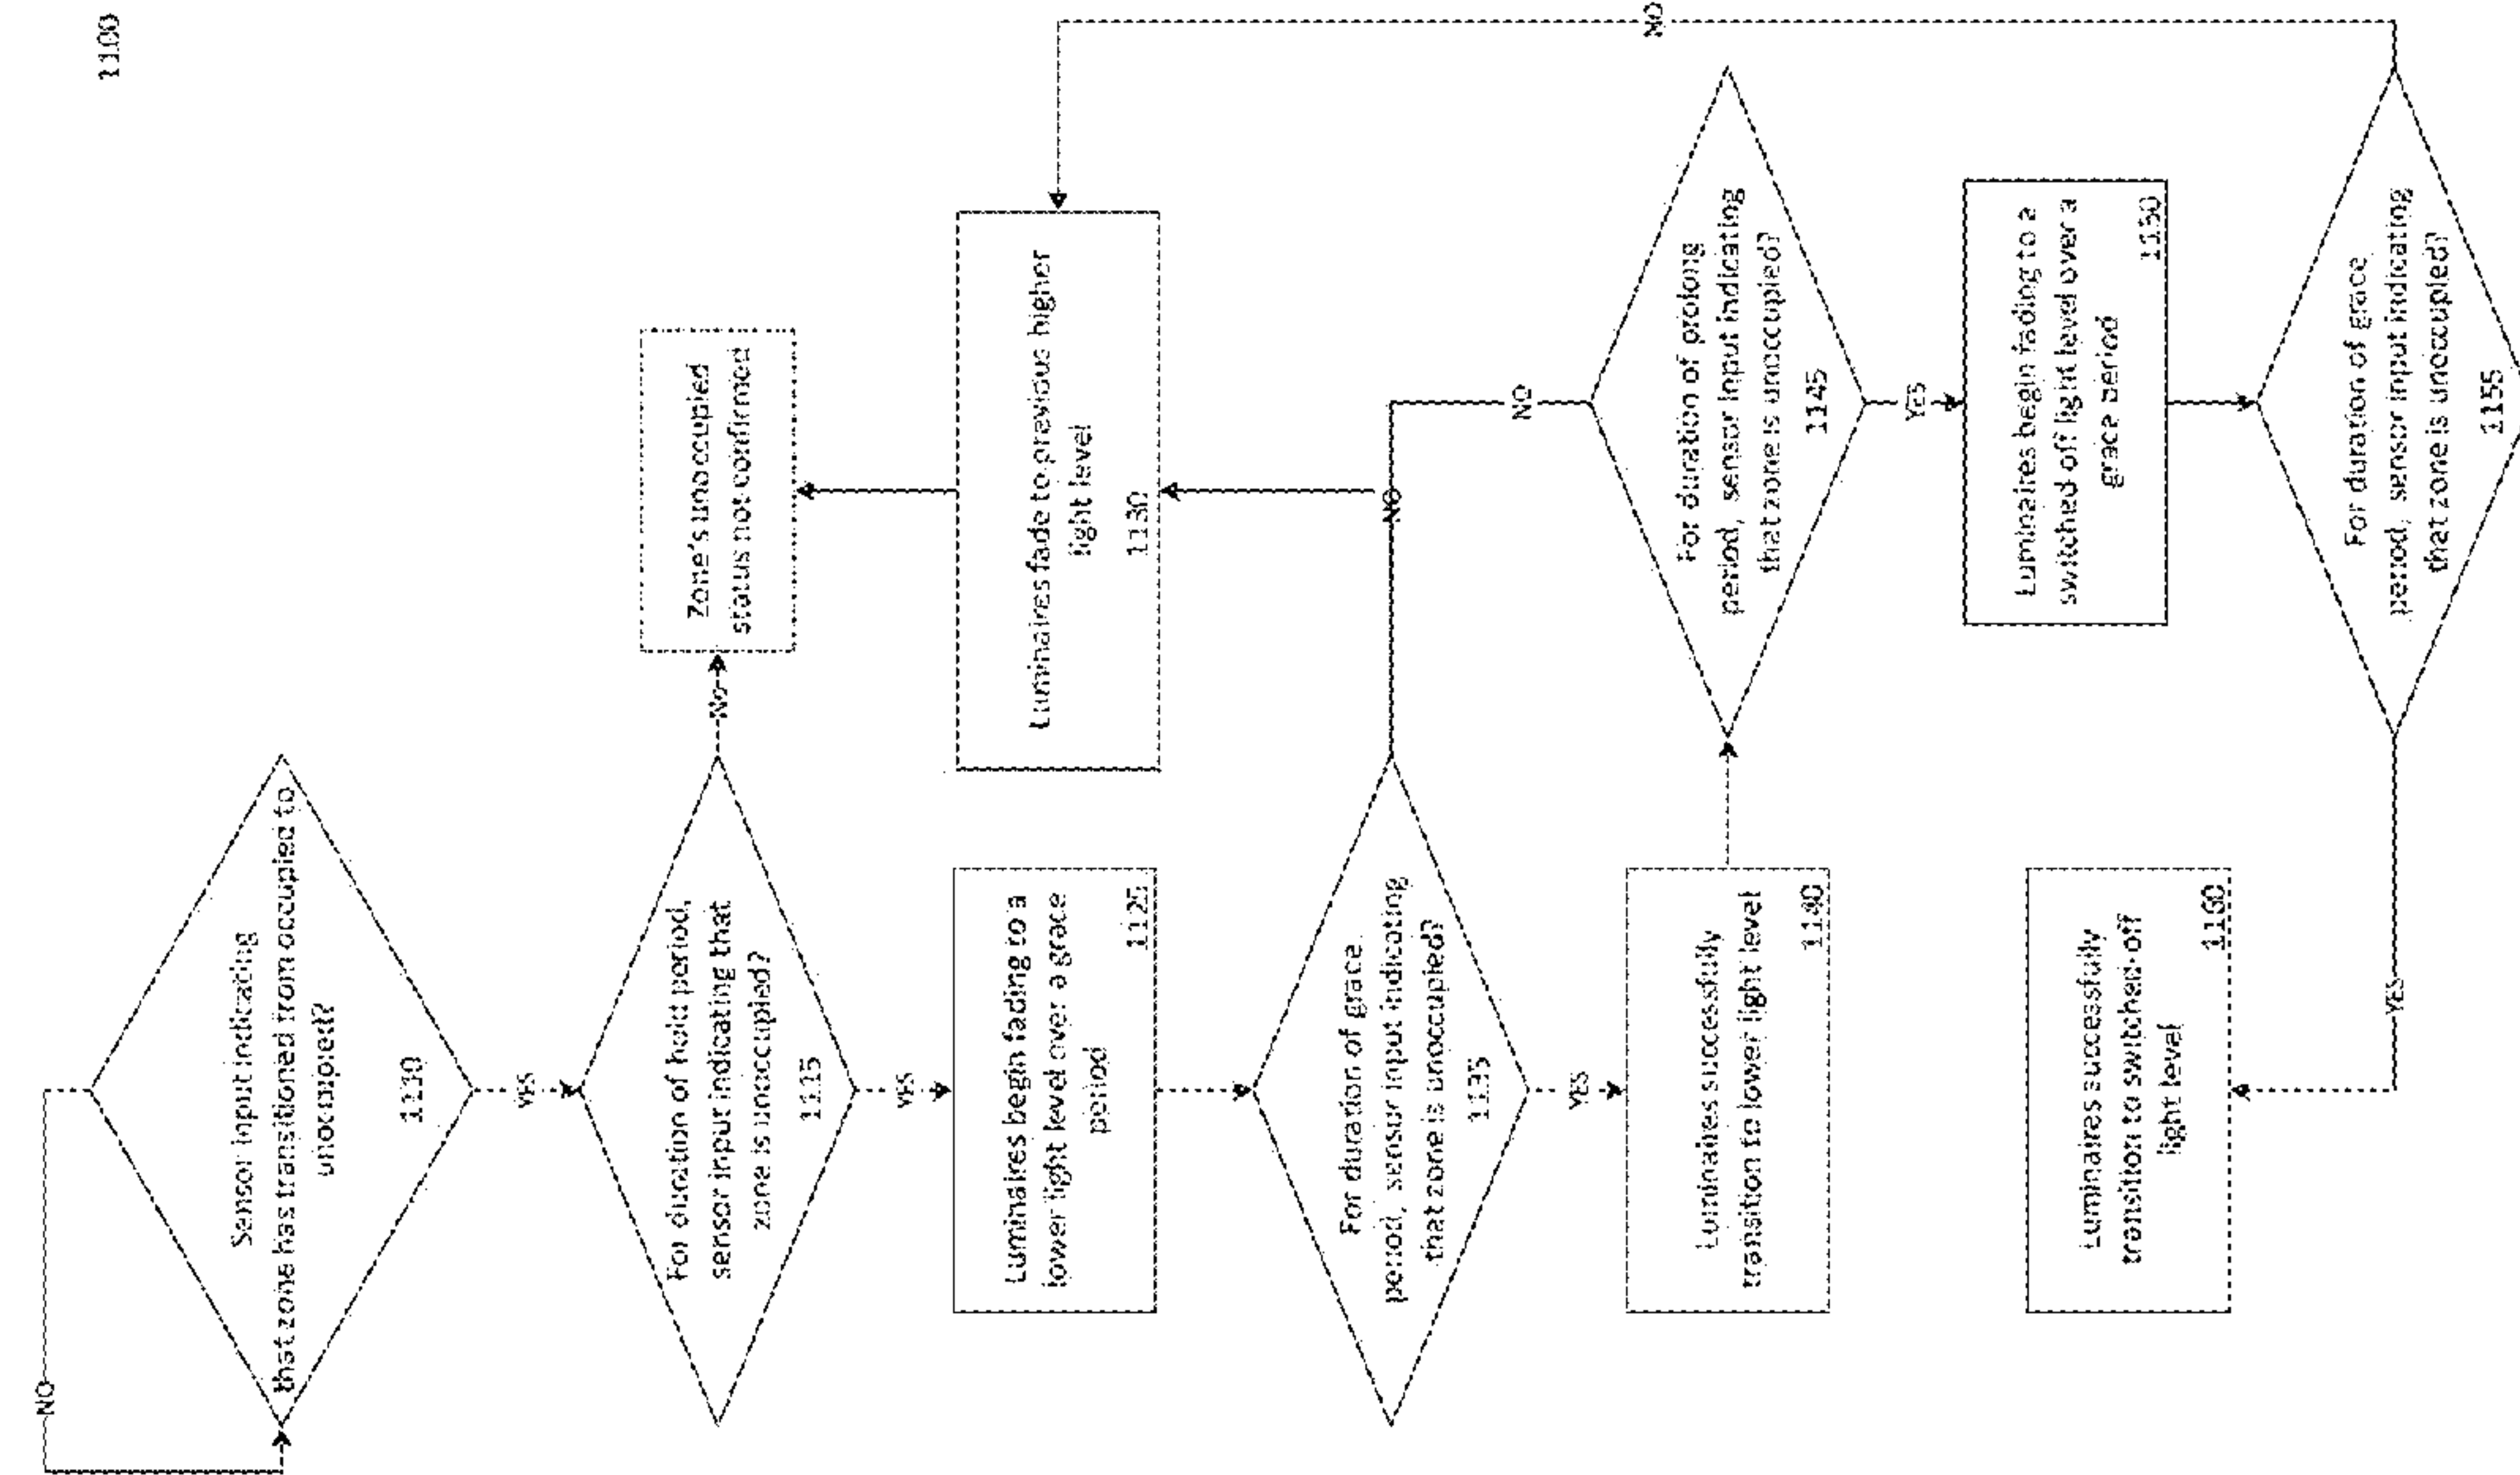 1100
NO
Sensor input indicating
that zone has transitioned from occupied to
unoccupied?
1110
YES
For duration of hold period,
sensor input indicating that
zone is unoccupied?
1115
No
Zone's unoccupied
status not confirmed
YES
Luminaires begin fading to a
lower light level over a grace
period
1125
Luminaires fade to previous higher
light level
1130
For duration of grace
period, sensor input indicating
that zone is unoccupied?
1135
NO
YES
Luminaires successfully
transition to lower light level
1140
NO
For duration of prolong
period, sensor input indicating
that zone is unoccupied?
1145
YES
Luminaires begin fading to a
switched off light level over a
grace period
1150
For duration of grace
period, sensor input indicating
that zone is unoccupied?
1155
NO
YES
Luminaires successfully
transition to switched-off
light level
1160